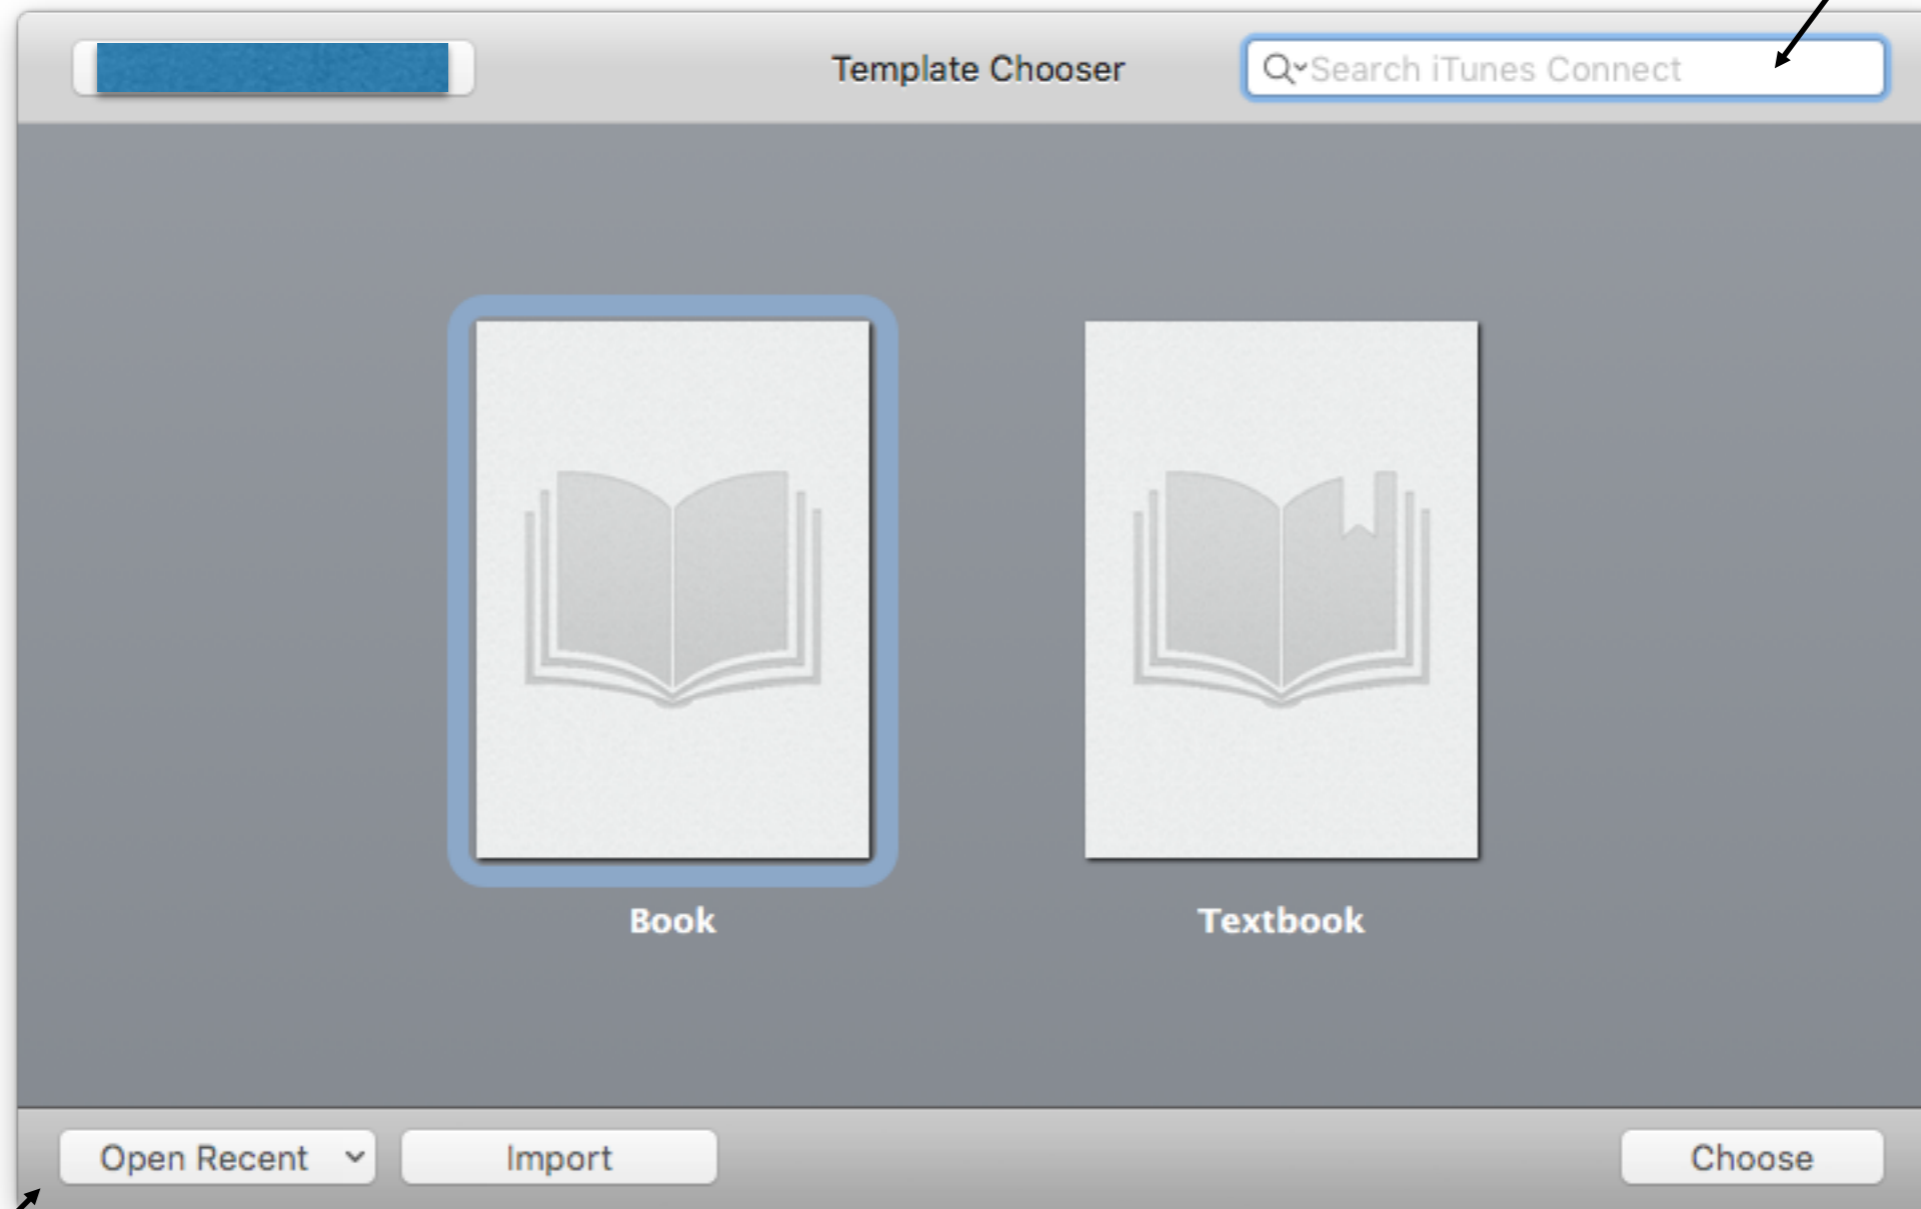 Template Chooser
Search iTunes Connect
Book
Textbook
Open Recent
Import
Choose